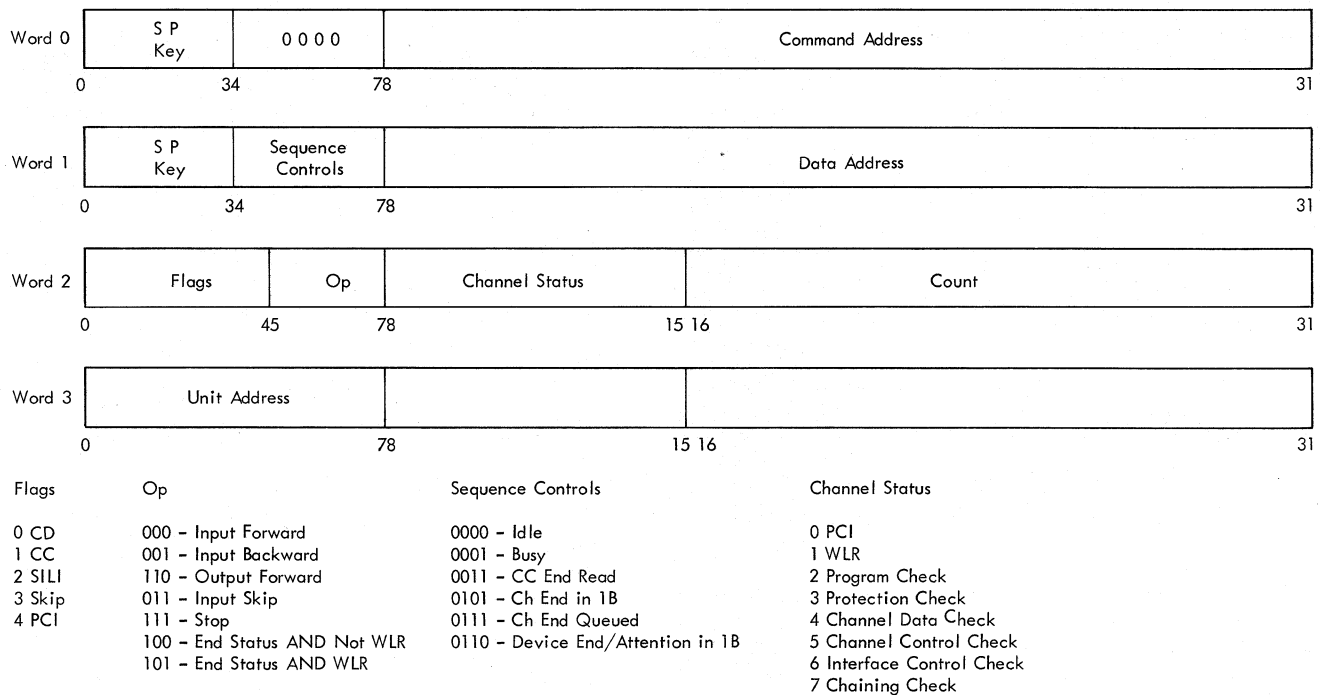 Word 0 S P Key 0 0 0 0 Command Address
0 34 78 31
Word 1 S P Key Sequence Controls Data Address
0 34 78 31
Word 2 Flags Op Channel Status Count
0 45 78 15 16 31
Word 3 Unit Address
0 78 15 16 31
Flags Op Sequence Controls Channel Status
0 CD 000 – Input Forward 0000 – Idle 0 PCI
1 CC 001 – Input Backward 0001 – Busy 1 WLR
2 SILI 110 – Output Forward 0011 – CC End Read 2 Program Check
3 Skip 011 – Input Skip 0101 – Ch End in 1B 3 Protection Check
4 PCI 111 – Stop 0111 – Ch End Queued 4 Channel Data Check
100 – End Status AND Not WLR 0110 – Device End/Attention in 1B 5 Channel Control Check
101 – End Status AND WLR 6 Interface Control Check
7 Chaining Check